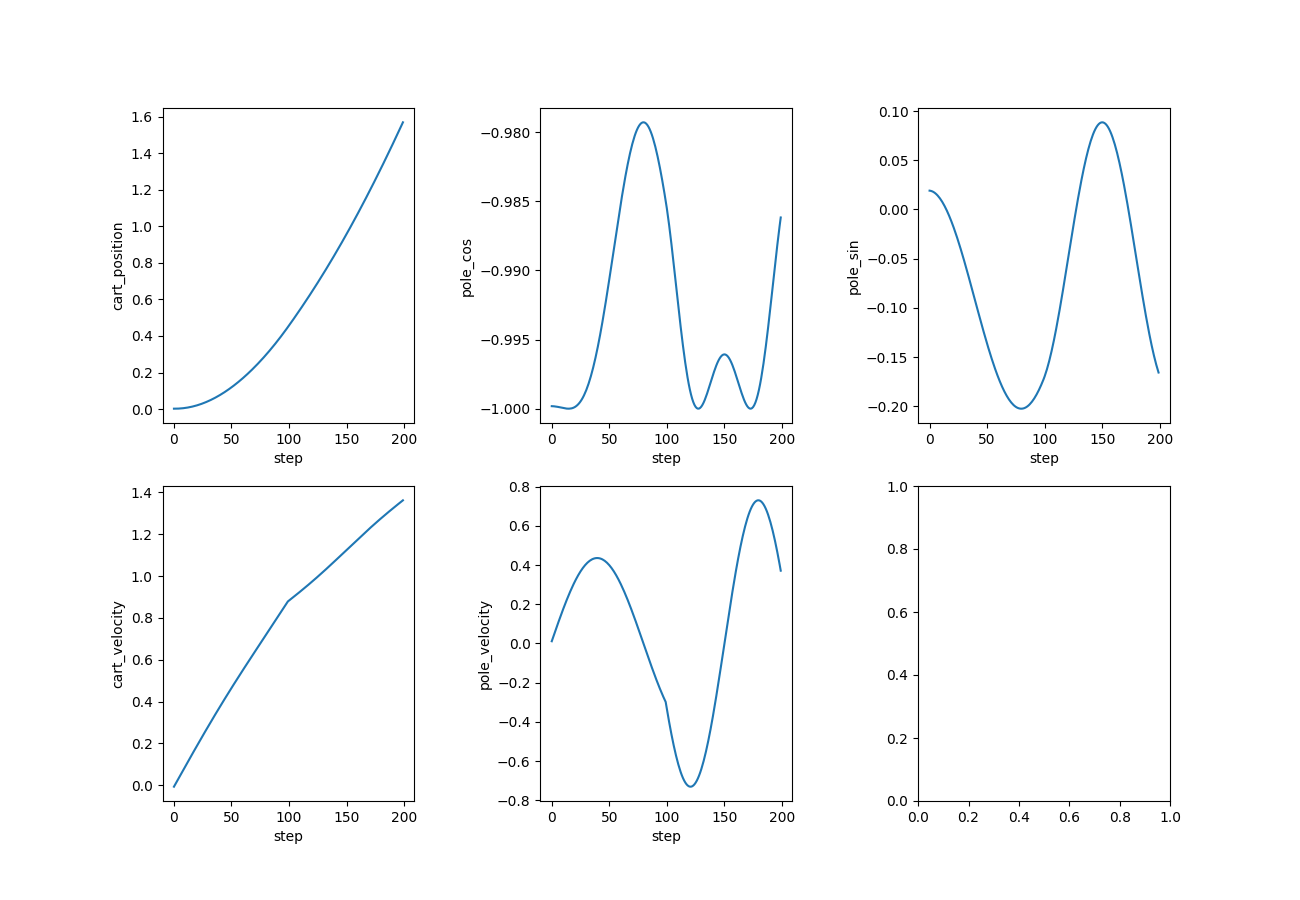 cart_position
1.6
1.4
1.2
1.0
0.8
0.6
0.4
0.2
0.0
0 50 100 150 200
step
pole_cos
−0.980
−0.985
−0.990
−0.995
−1.000
0 50 100 150 200
step
pole_sin
0.10
0.05
0.00
−0.05
−0.10
−0.15
−0.20
0 50 100 150 200
step
cart_velocity
1.4
1.2
1.0
0.8
0.6
0.4
0.2
0.0
0 50 100 150 200
step
pole_velocity
0.8
0.6
0.4
0.2
0.0
−0.2
−0.4
−0.6
−0.8
0 50 100 150 200
step
1.0
0.8
0.6
0.4
0.2
0.0
0.0 0.2 0.4 0.6 0.8 1.0